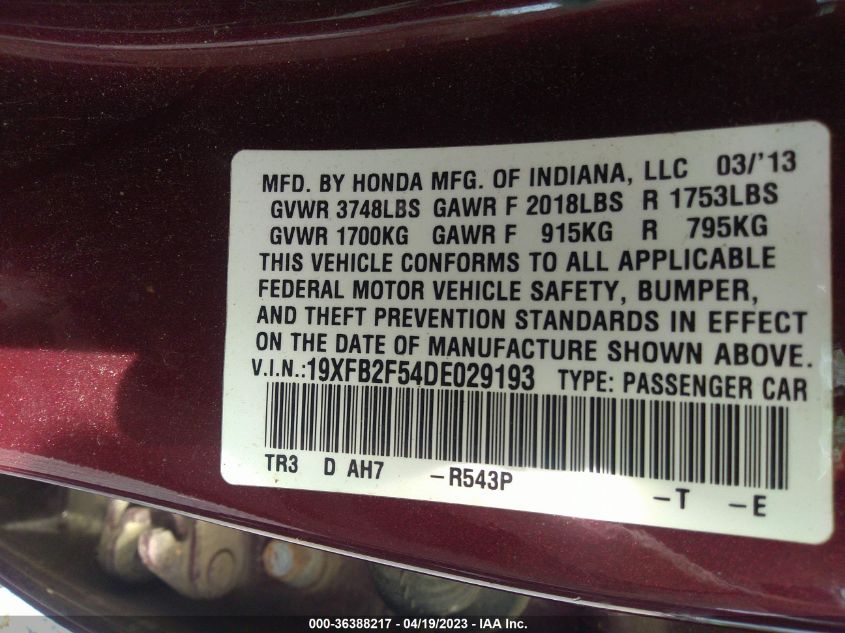 MFD. BY HONDA MFG. OF INDIANA, LLC 03/'13
GVWR 3748LBS GAWR F 2018LBS R 1753LBS
GVWR 1700KG GAWR F 915KG R 795KG
THIS VEHICLE CONFORMS TO ALL APPLICABLE
FEDERAL MOTOR VEHICLE SAFETY, BUMPER,
AND THEFT PREVENTION STANDARDS IN EFFECT
ON THE DATE OF MANUFACTURE SHOWN ABOVE.
V.I.N.:19XFB2F54DE029193 TYPE: PASSENGER CAR
TR3 D AH7 -R543P -T -E
000-36388217 - 04/19/2023 - IAA Inc.